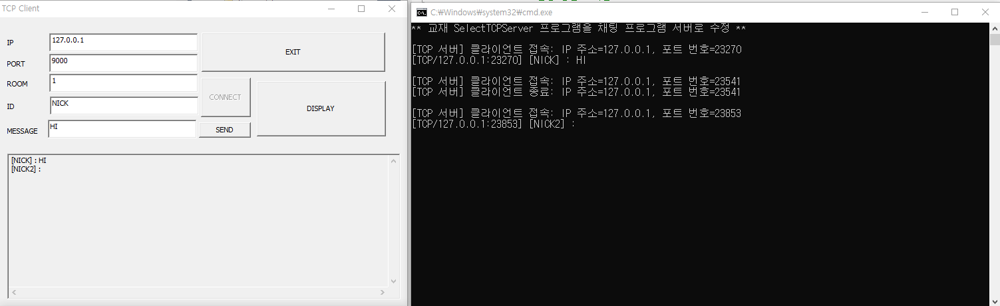 TCP Client
IP
127.0.0.1
EXIT
PORT
9000
ROOM
1
CONNECT
DISPLAY
ID
NICK
MESSAGE
HI
SEND
[NICK] : HI
[NICK2] :
C:\Windows\system32\cmd.exe
** 교재 SelectTCPServer 프로그램을 채팅 프로그램 서버로 수정 **
[TCP 서버] 클라이언트 접속: IP 주소=127.0.0.1, 포트 번호=23270
[TCP/127.0.0.1:23270] [NICK] : HI
[TCP 서버] 클라이언트 접속: IP 주소=127.0.0.1, 포트 번호=23541
[TCP 서버] 클라이언트 종료: IP 주소=127.0.0.1, 포트 번호=23541
[TCP 서버] 클라이언트 접속: IP 주소=127.0.0.1, 포트 번호=23853
[TCP/127.0.0.1:23853] [NICK2] :